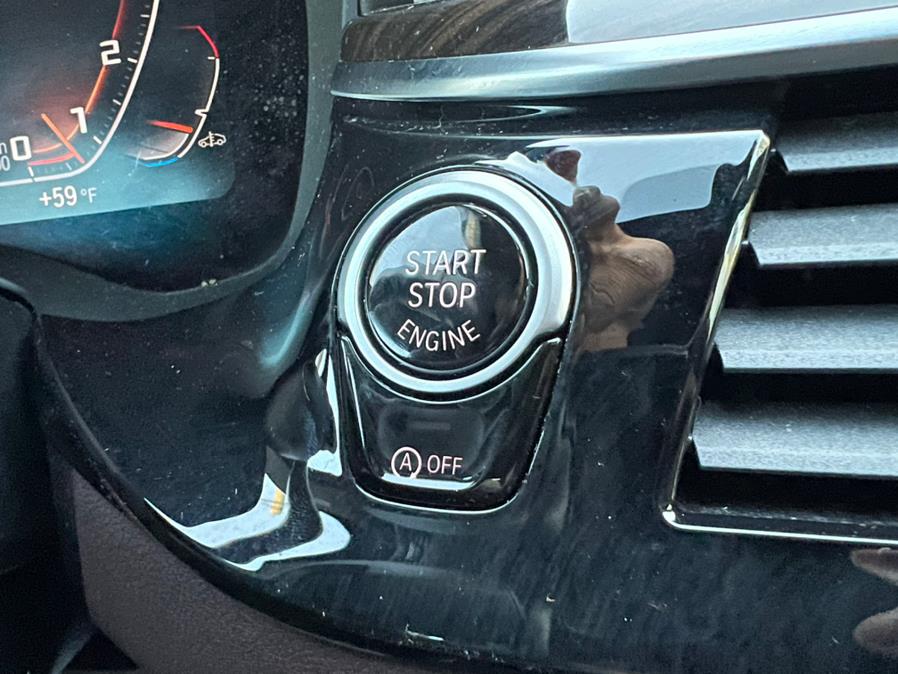 2
1
0
+59 °F
START
STOP
ENGINE
A OFF